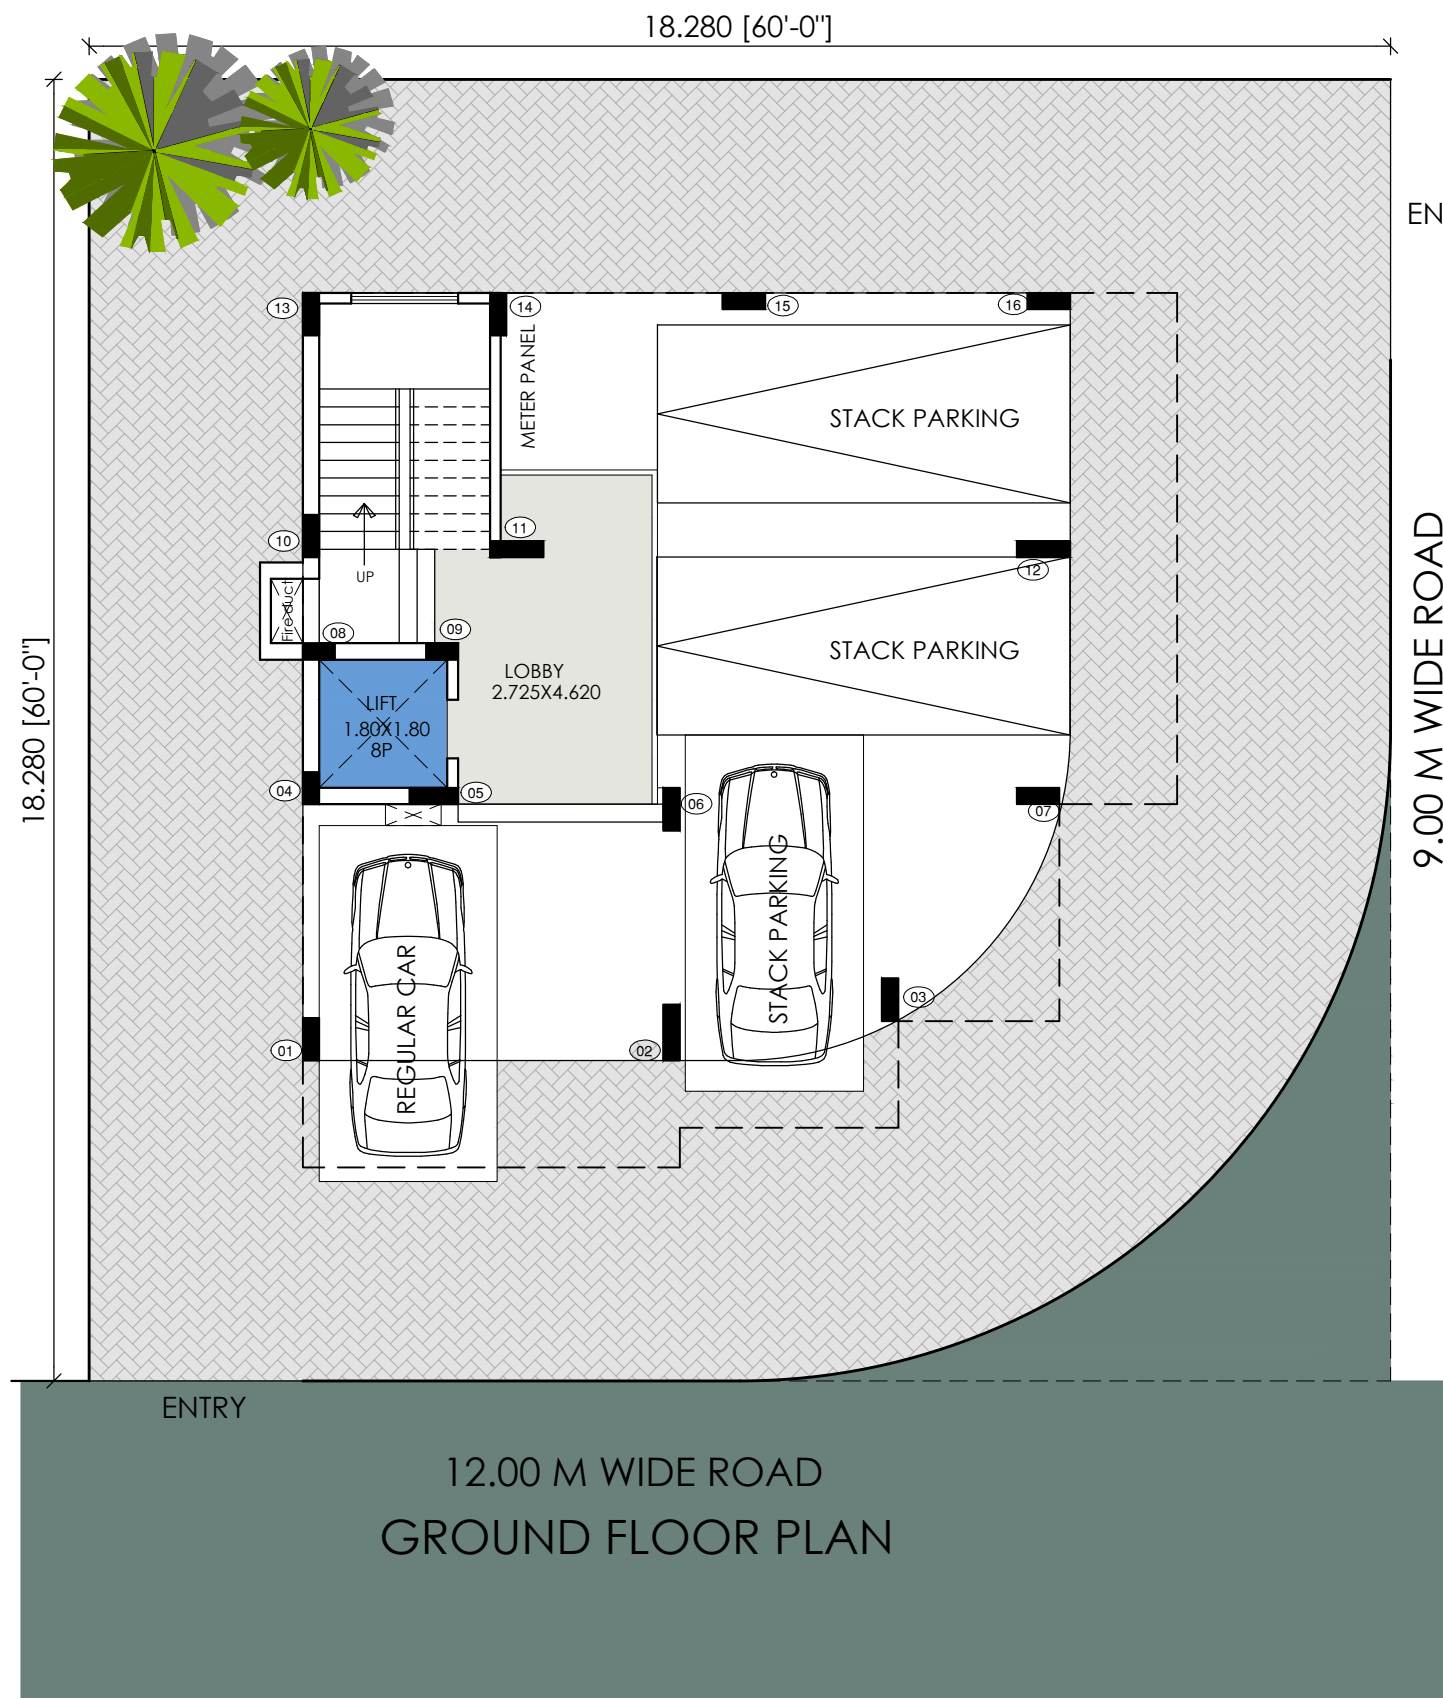 18.280 [60'-0"]
EN
13
14
15
16
METER PANEL
STACK PARKING
11
10
12
UP
Fire duct
08
09
STACK PARKING
LOBBY
2.725X4.620
LIFT
1.80X1.80
8P
18.280 [60'-0"]
9.00 M WIDE ROAD
04
05
06
07
STACK PARKING
REGULAR CAR
03
01
02
ENTRY
12.00 M WIDE ROAD
GROUND FLOOR PLAN